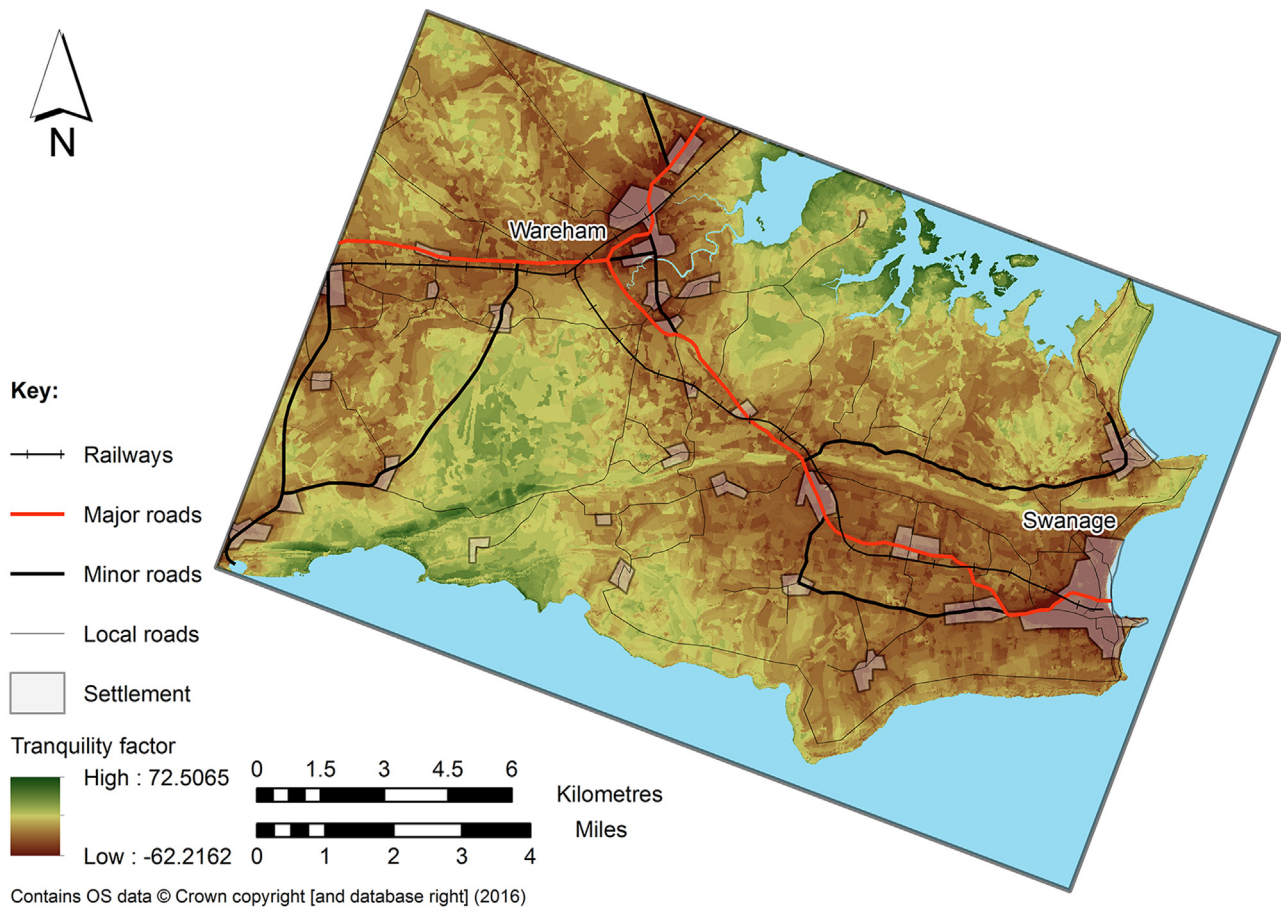 N
Wareham
Swanage
Key:
Railways
Major roads
Minor roads
Local roads
Settlement
Tranquility factor
High : 72.5065
Low : -62.2162
0 1.5 3 4.5 6
Kilometres
Miles
0 1 2 3 4
Contains OS data © Crown copyright [and database right] (2016)